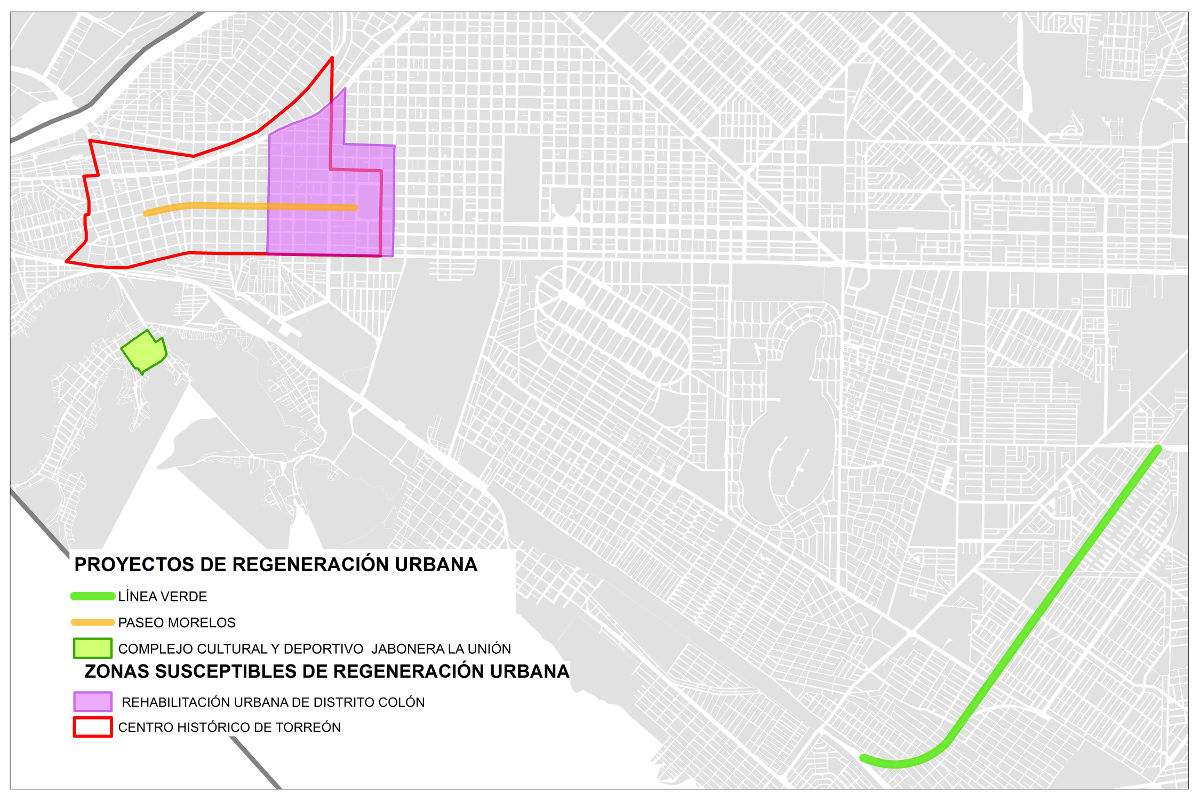 PROYECTOS DE REGENERACIÓN URBANA
LÍNEA VERDE
PASEO MORELOS
COMPLEJO CULTURAL Y DEPORTIVO JABONERA LA UNIÓN
ZONAS SUSCEPTIBLES DE REGENERACIÓN URBANA
REHABILITACIÓN URBANA DE DISTRITO COLÓN
CENTRO HISTÓRICO DE TORREÓN